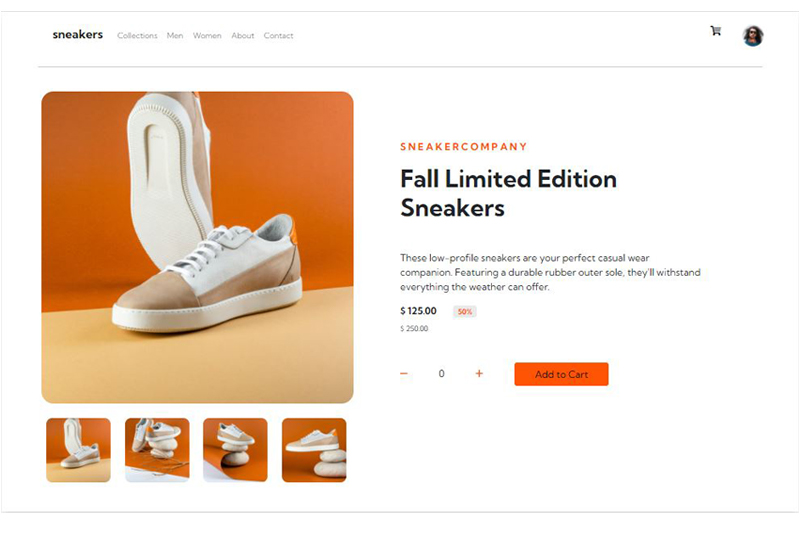 sneakers Collections Men Women About Contact
SNEAKERCOMPANY
Fall Limited Edition
Sneakers
These low-profile sneakers are your perfect casual wear
companion. Featuring a durable rubber outer sole, they'll withstand
everything the weather can offer.
$ 125.00 50%
$ 250.00
− 0 + Add to Cart